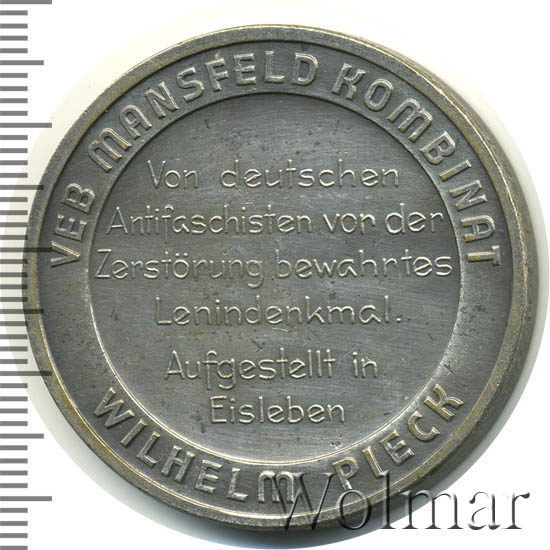 VEB MANSFELD KOMBINAT
Von deutschen
Antifaschisten vor der
Zerstörung bewahrtes
Lenindenkmal.
Aufgestellt in
Eisleben
WILHELM PIECK
Wolmar